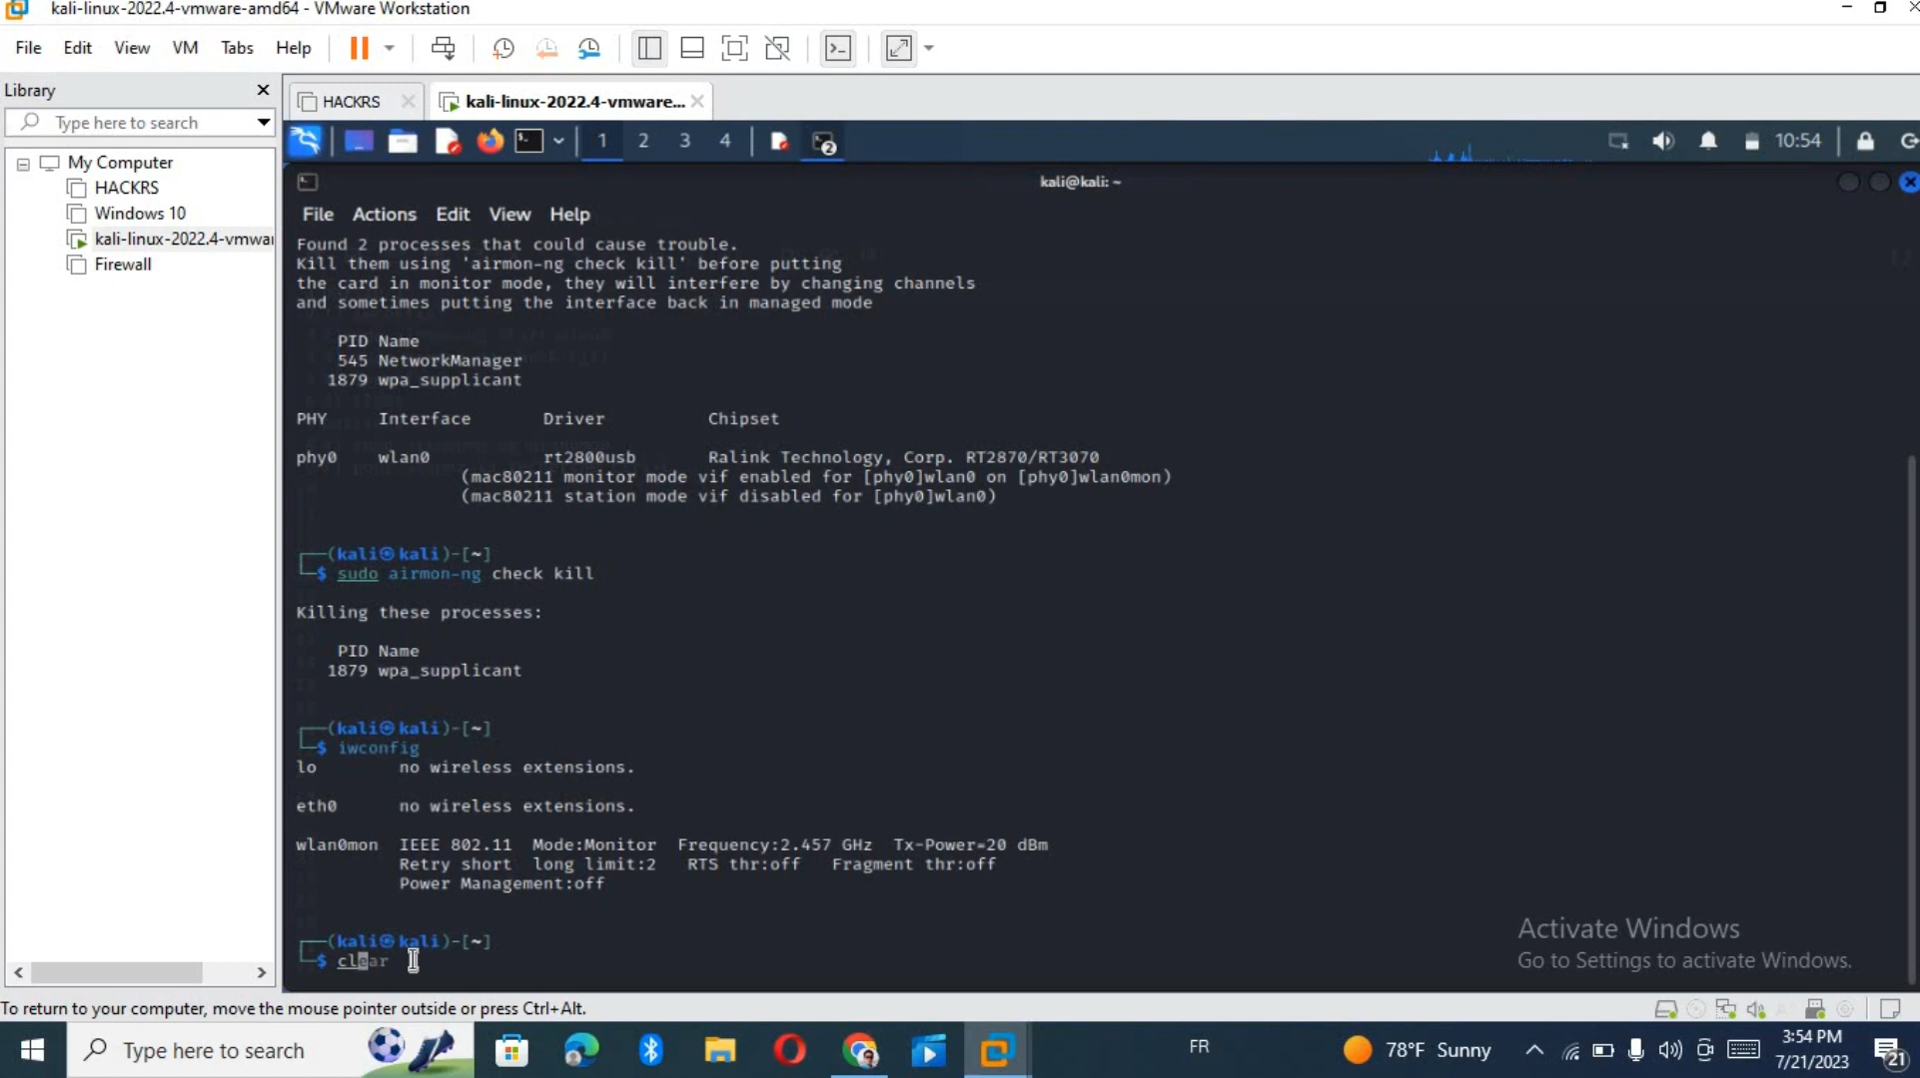 kali-linux-2022.4-vmware-amd64 - VMware Workstation
File Edit View VM Tabs Help
Library
HACKRS
kali-linux-2022.4-vmware...
Type here to search
1 2 3 4
2
10:54
My Computer
HACKRS
Windows 10
kali-linux-2022.4-vmwa
Firewall
kali@kali: ~
File Actions Edit View Help
Found 2 processes that could cause trouble.
Kill them using 'airmon-ng check kill' before putting
the card in monitor mode, they will interfere by changing channels
and sometimes putting the interface back in managed mode
PID Name
545 NetworkManager
1879 wpa_supplicant
PHY Interface Driver Chipset
phy0 wlan0 rt2800usb Ralink Technology, Corp. RT2870/RT3070
(mac80211 monitor mode vif enabled for [phy0]wlan0 on [phy0]wlan0mon)
(mac80211 station mode vif disabled for [phy0]wlan0)
(kali㉿kali)-[~]
$ sudo airmon-ng check kill
Killing these processes:
PID Name
1879 wpa_supplicant
(kali㉿kali)-[~]
$ iwconfig
lo no wireless extensions.
eth0 no wireless extensions.
wlan0mon IEEE 802.11 Mode:Monitor Frequency:2.457 GHz Tx-Power=20 dBm
Retry short long limit:2 RTS thr:off Fragment thr:off
Power Management:off
(kali㉿kali)-[~]
$ clear
Activate Windows
Go to Settings to activate Windows.
To return to your computer, move the mouse pointer outside or press Ctrl+Alt.
Type here to search
FR
78°F Sunny
3:54 PM
7/21/2023
21